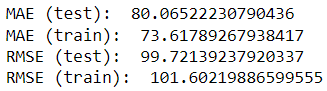 MAE (test):  80.06522230790436
MAE (train):  73.61789267938417
RMSE (test):  99.72139237920337
RMSE (train):  101.60219886599555